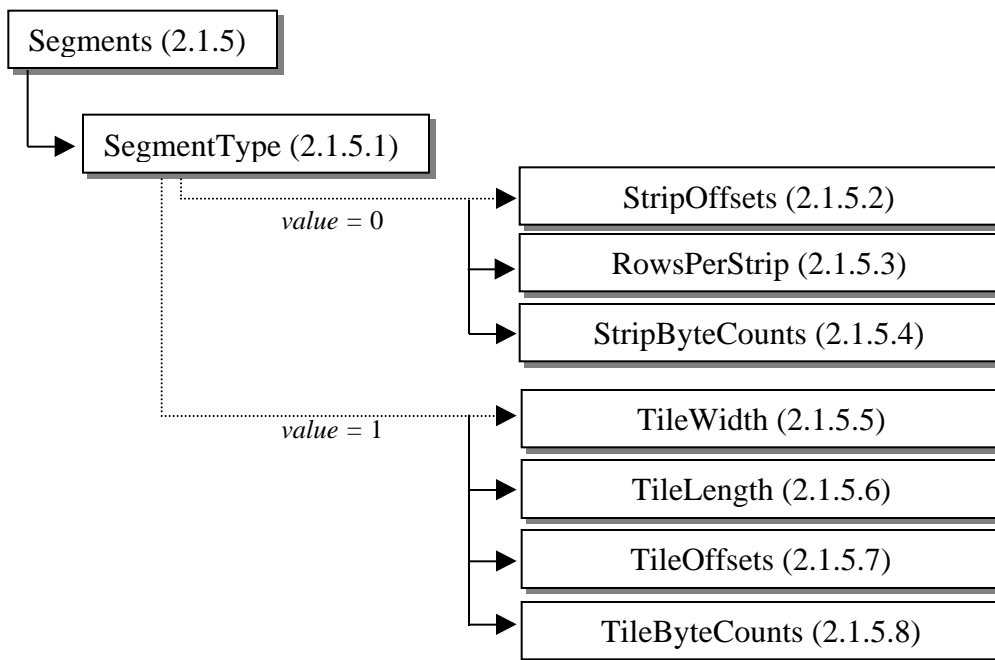 Segments (2.1.5)
SegmentType (2.1.5.1)
StripOffsets (2.1.5.2)
value = 0
RowsPerStrip (2.1.5.3)
StripByteCounts (2.1.5.4)
TileWidth (2.1.5.5)
value = 1
TileLength (2.1.5.6)
TileOffsets (2.1.5.7)
TileByteCounts (2.1.5.8)